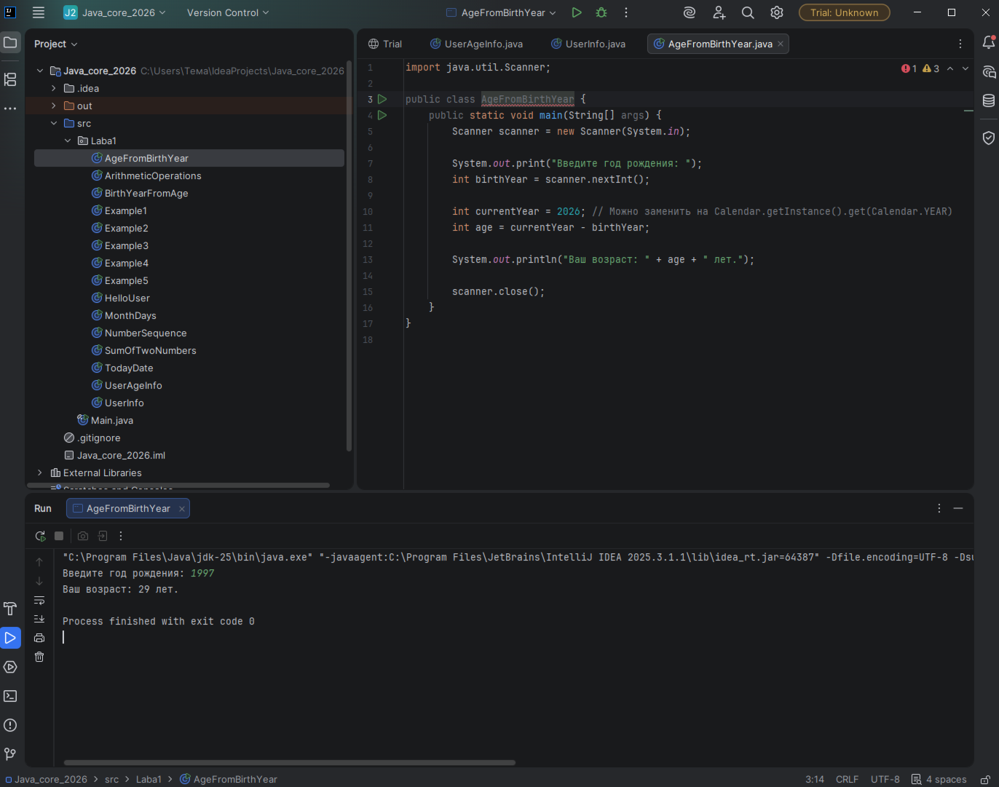 J2 Java_core_2026 Version Control AgeFromBirthYear Trial: Unknown
Project
Trial UserAgeInfo.java UserInfo.java AgeFromBirthYear.java
Java_core_2026 C:\Users\Тема\IdeaProjects\Java_core_2026
.idea
out
src
Laba1
AgeFromBirthYear
ArithmeticOperations
BirthYearFromAge
Example1
Example2
Example3
Example4
Example5
HelloUser
MonthDays
NumberSequence
SumOfTwoNumbers
TodayDate
UserAgeInfo
UserInfo
Main.java
.gitignore
Java_core_2026.iml
External Libraries
Scratches and Consoles
1 3
1 import java.util.Scanner;
2
3 public class AgeFromBirthYear {
4 public static void main(String[] args) {
5 Scanner scanner = new Scanner(System.in);
6
7 System.out.print("Введите год рождения: ");
8 int birthYear = scanner.nextInt();
9
10 int currentYear = 2026; // Можно заменить на Calendar.getInstance().get(Calendar.YEAR)
11 int age = currentYear - birthYear;
12
13 System.out.println("Ваш возраст: " + age + " лет.");
14
15 scanner.close();
16 }
17 }
18
Run AgeFromBirthYear
"C:\Program Files\Java\jdk-25\bin\java.exe" "-javaagent:C:\Program Files\JetBrains\IntelliJ IDEA 2025.3.1.1\lib\idea_rt.jar=64387" -Dfile.encoding=UTF-8 -Dsu
Введите год рождения: 1997
Ваш возраст: 29 лет.
Process finished with exit code 0
Java_core_2026 > src > Laba1 > AgeFromBirthYear 3:14 CRLF UTF-8 4 spaces